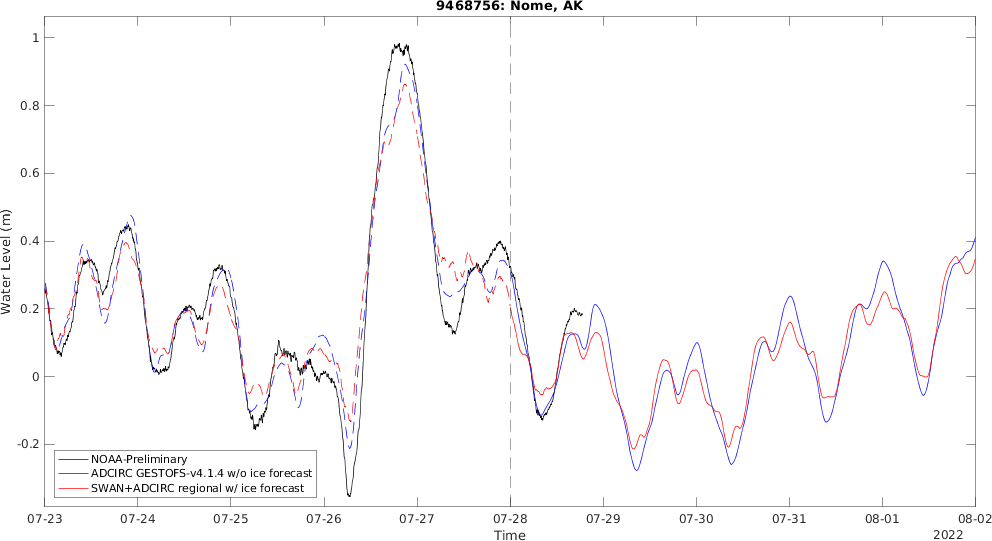 9468756: Nome, AK
1
0.8
0.6
0.4
0.2
0
-0.2
Water Level (m)
NOAA-Preliminary
ADCIRC GESTOFS-v4.1.4 w/o ice forecast
SWAN+ADCIRC regional w/ ice forecast
07-23 07-24 07-25 07-26 07-27 07-28 07-29 07-30 07-31 08-01 08-02
Time
2022